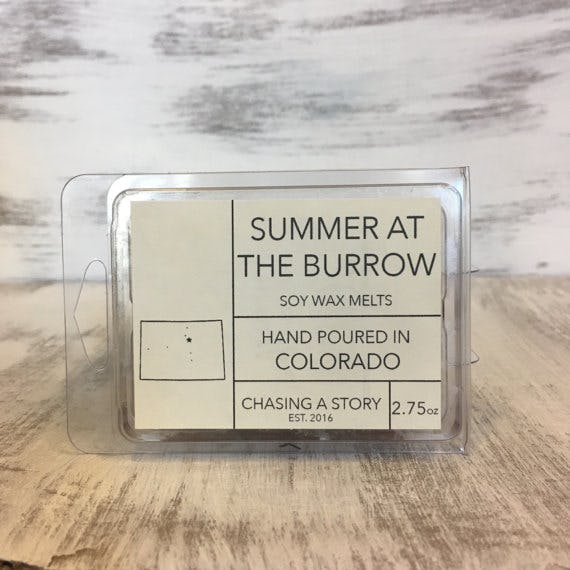 SUMMER AT
THE BURROW
SOY WAX MELTS
HAND POURED IN
COLORADO
CHASING A STORY
EST. 2016
2.75oz